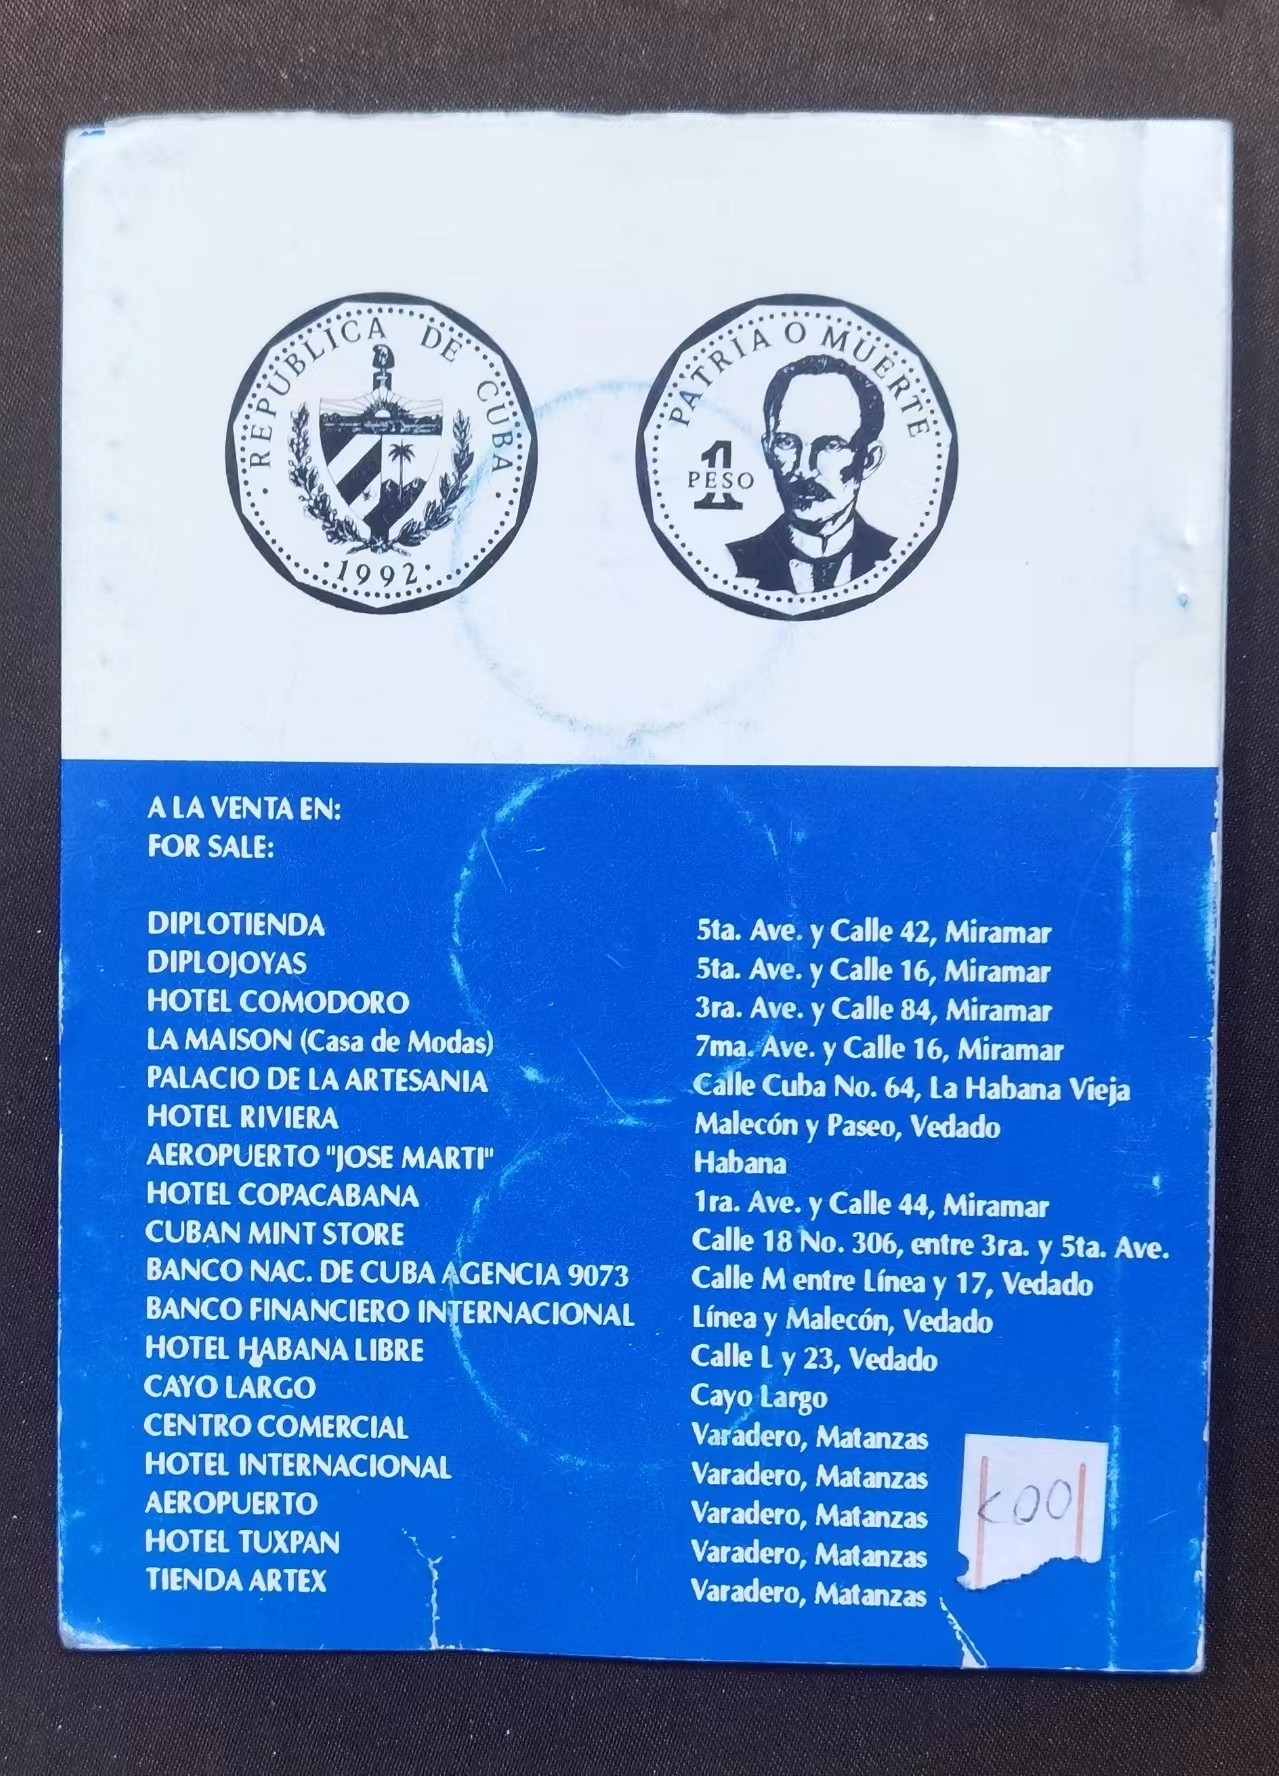 REPUBLICA DE CUBA
1992
PATRIA O MUERTE
1
PESO
A LA VENTA EN:
FOR SALE:
DIPLOTIENDA 5ta. Ave. y Calle 42, Miramar
DIPLOJOYAS 5ta. Ave. y Calle 16, Miramar
HOTEL COMODORO 3ra. Ave. y Calle 84, Miramar
LA MAISON (Casa de Modas) 7ma. Ave. y Calle 16, Miramar
PALACIO DE LA ARTESANIA Calle Cuba No. 64, La Habana Vieja
HOTEL RIVIERA Malecón y Paseo, Vedado
AEROPUERTO "JOSE MARTI" Habana
HOTEL COPACABANA 1ra. Ave. y Calle 44, Miramar
CUBAN MINT STORE Calle 18 No. 306, entre 3ra. y 5ta. Ave.
BANCO NAC. DE CUBA AGENCIA 9073 Calle M entre Línea y 17, Vedado
BANCO FINANCIERO INTERNACIONAL Línea y Malecón, Vedado
HOTEL HABANA LIBRE Calle L y 23, Vedado
CAYO LARGO Cayo Largo
CENTRO COMERCIAL Varadero, Matanzas
HOTEL INTERNACIONAL Varadero, Matanzas
AEROPUERTO Varadero, Matanzas
HOTEL TUXPAN Varadero, Matanzas
TIENDA ARTEX Varadero, Matanzas